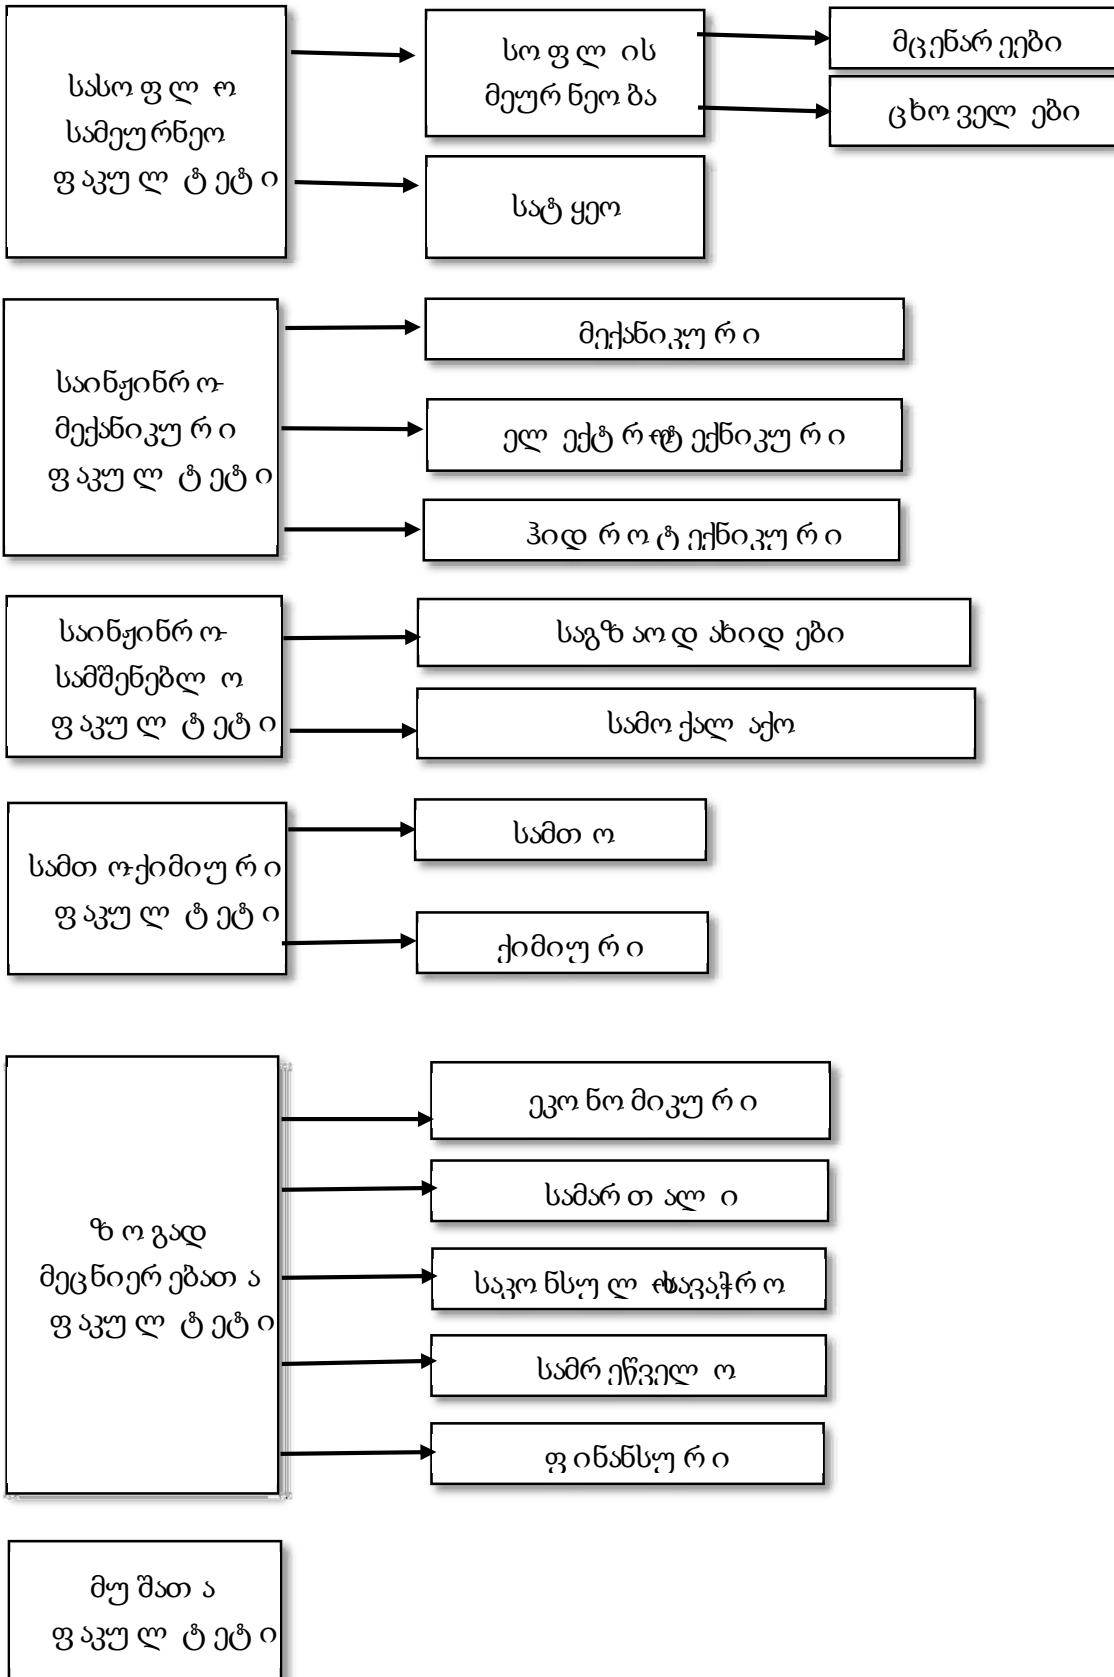 სასოფლო
სამეურნეო
ფაკულტეტი
სოფლის
მეურნეობა
მცენარეები
ცხოველები
სატყეო
საინჟინრო-
მექანიკური
ფაკულტეტი
მექანიკური
ელექტროტექნიკური
ჰიდროტექნიკური
საინჟინრო-
სამშენებლო
ფაკულტეტი
საგზაო დახიდები
სამოქალაქო
სამთო-ქიმიური
ფაკულტეტი
სამთო
ქიმიური
ზოგად
მეცნიერებათა
ფაკულტეტი
ეკონომიკური
სამართალი
საკონსულო-სავაჭრო
სამრეწველო
ფინანსური
მუშათა
ფაკულტეტი